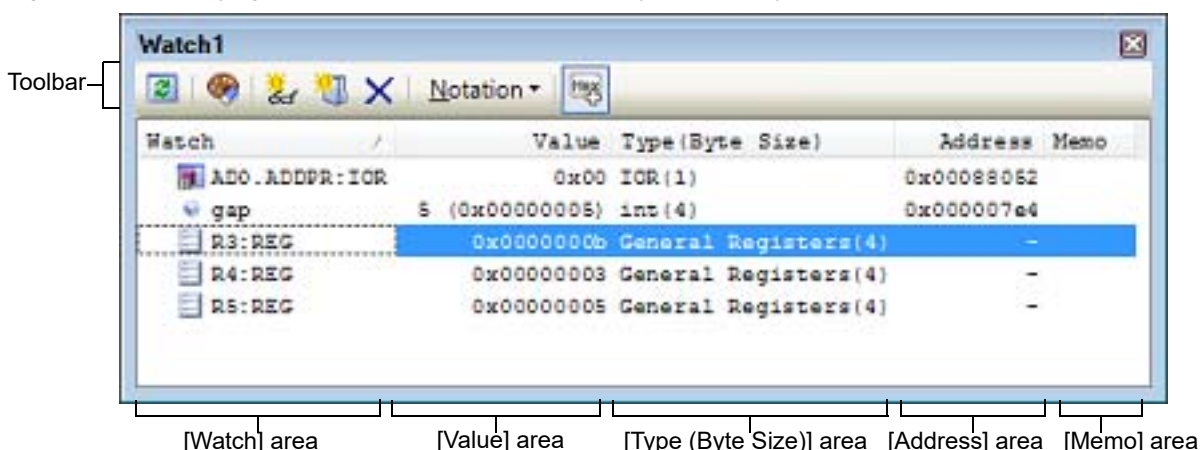 Watch1
Toolbar
Notation
Hex
Watch Value Type(Byte Size) Address Memo
AD0.ADDPR:IOR 0x00 IOR(1) 0x00088052
gap 5 (0x00000005) int(4) 0x000007e4
R3:REG 0x0000000b General Registers(4) -
R4:REG 0x00000003 General Registers(4) -
R5:REG 0x00000005 General Registers(4) -
[Watch] area [Value] area [Type (Byte Size)] area [Address] area [Memo] area